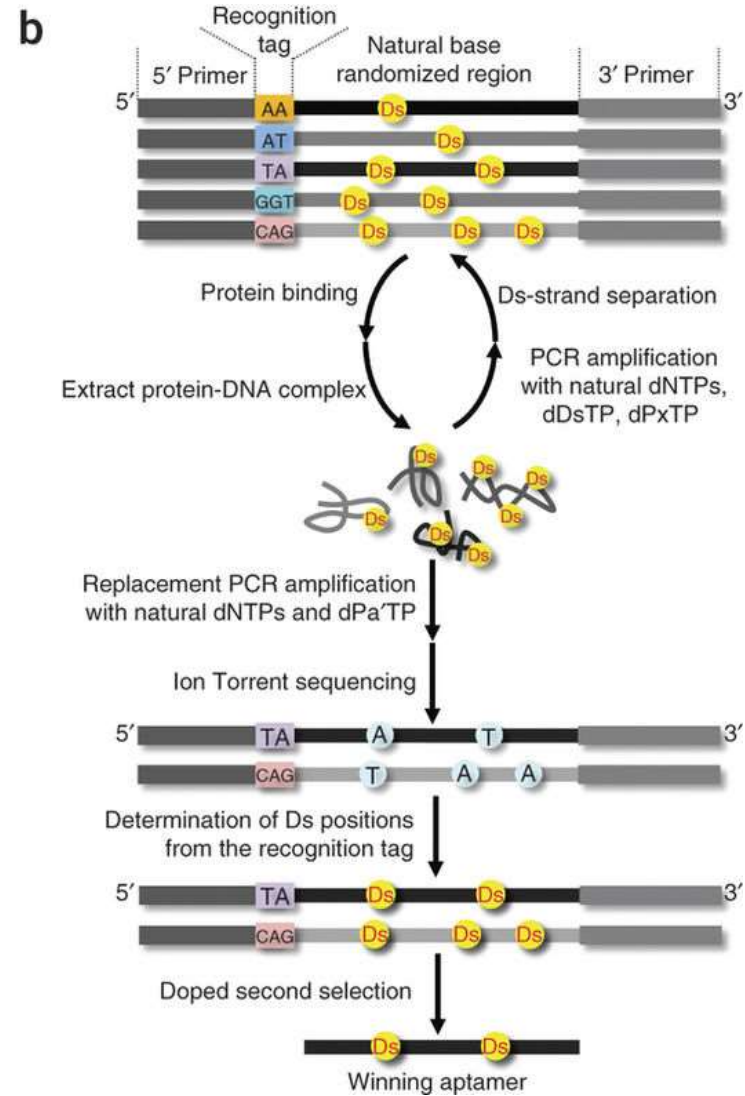 b
Recognition
tag
5′ Primer
Natural base
randomized region
3′ Primer
5′ AA Ds 3′
AT Ds
TA Ds Ds
GGT Ds Ds
CAG Ds Ds Ds
Protein binding
Ds-strand separation
Extract protein-DNA complex
PCR amplification
with natural dNTPs,
dDsTP, dPxTP
Ds Ds Ds
Ds Ds
Ds Ds
Replacement PCR amplification
with natural dNTPs and dPa′TP
Ion Torrent sequencing
5′ TA A T 3′
CAG T A A
Determination of Ds positions
from the recognition tag
5′ TA Ds Ds 3′
CAG Ds Ds Ds
Doped second selection
Ds Ds
Winning aptamer